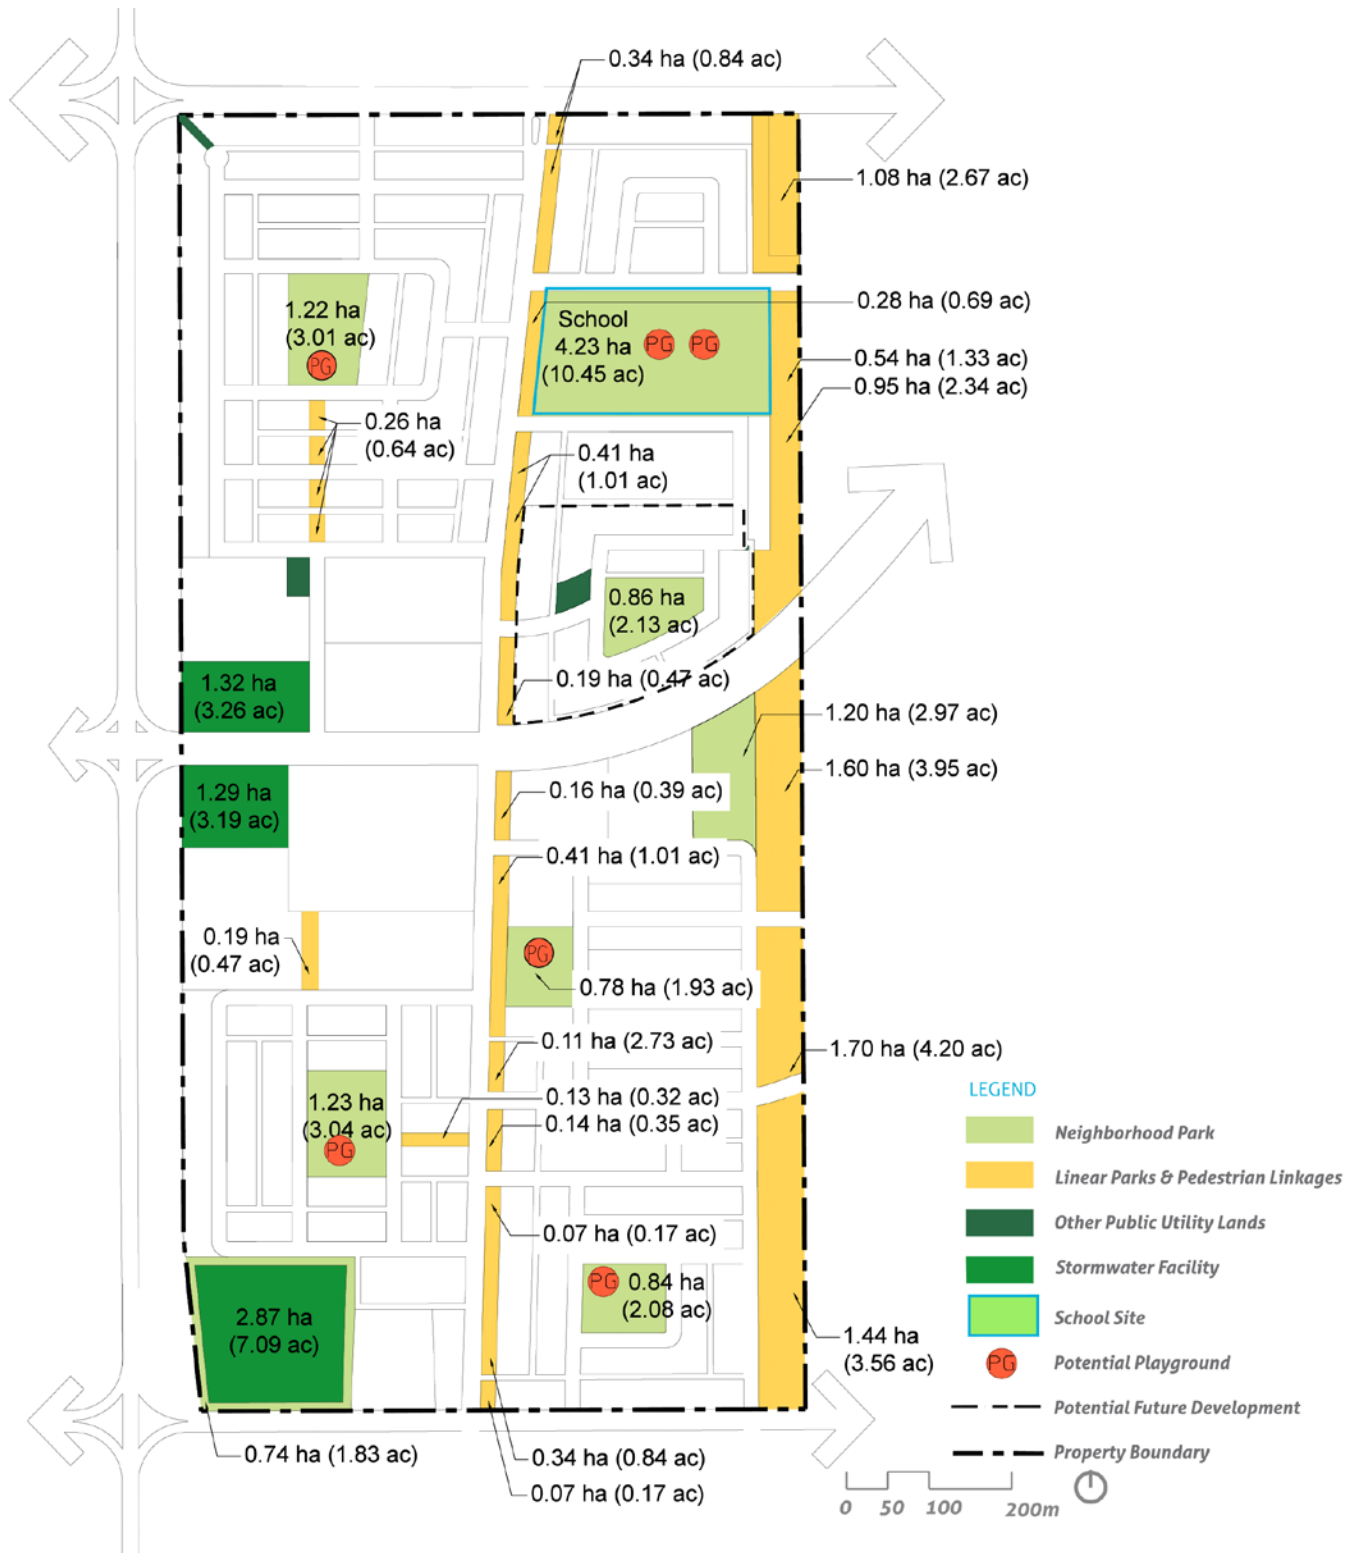 0.34 ha (0.84 ac)
1.08 ha (2.67 ac)
0.28 ha (0.69 ac)
1.22 ha
(3.01 ac)
PG
School
4.23 ha
(10.45 ac)
PG
PG
0.54 ha (1.33 ac)
0.95 ha (2.34 ac)
0.26 ha
(0.64 ac)
0.41 ha
(1.01 ac)
0.86 ha
(2.13 ac)
0.19 ha (0.47 ac)
1.32 ha
(3.26 ac)
1.20 ha (2.97 ac)
1.60 ha (3.95 ac)
1.29 ha
(3.19 ac)
0.16 ha (0.39 ac)
0.41 ha (1.01 ac)
0.19 ha
(0.47 ac)
PG
0.78 ha (1.93 ac)
0.11 ha (2.73 ac)
1.70 ha (4.20 ac)
1.23 ha
(3.04 ac)
PG
0.13 ha (0.32 ac)
0.14 ha (0.35 ac)
0.07 ha (0.17 ac)
PG
0.84 ha
(2.08 ac)
2.87 ha
(7.09 ac)
1.44 ha
(3.56 ac)
0.74 ha (1.83 ac)
0.34 ha (0.84 ac)
0.07 ha (0.17 ac)
LEGEND
Neighborhood Park
Linear Parks & Pedestrian Linkages
Other Public Utility Lands
Stormwater Facility
School Site
PG Potential Playground
Potential Future Development
Property Boundary
0 50 100 200m